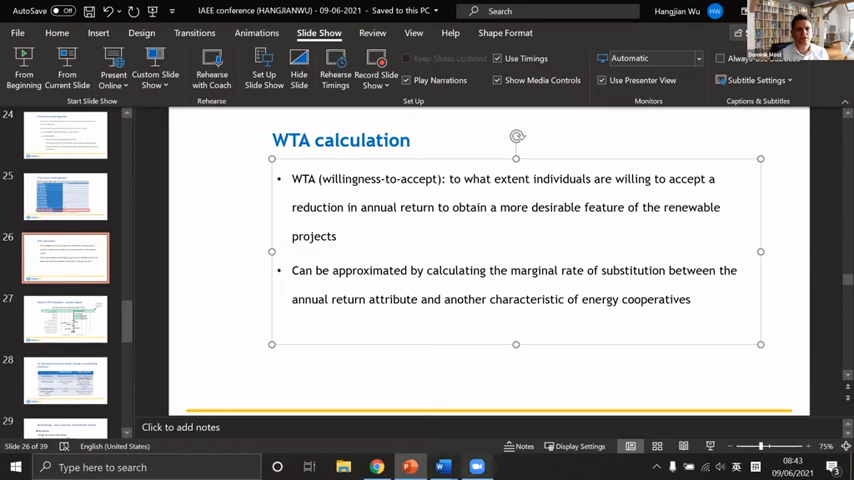 AutoSave Off IAEE conference (HANGJIANWU) - 09-06-2021 - Saved to this PC Search Hangjian Wu HW
File Home Insert Design Transitions Animations Slide Show Review View Help Shape Format
Dominik Möst
From Beginning
From Current Slide
Present Online
Custom Slide Show
Rehearse with Coach
Set Up Slide Show
Hide Slide
Rehearse Timings
Record Slide Show
Keep Slides Updated
Play Narrations
Use Timings
Show Media Controls
Automatic
Use Presenter View
Subtitle Settings
Start Slide Show Rehearse Set Up Monitors Captions & Subtitles
24
25
26
27
28
29
WTA calculation
• WTA (willingness-to-accept): to what extent individuals are willing to accept a
reduction in annual return to obtain a more desirable feature of the renewable
projects
• Can be approximated by calculating the marginal rate of substitution between the
annual return attribute and another characteristic of energy cooperatives
Click to add notes
Slide 26 of 39 English (United States) Notes Display Settings 75%
Type here to search
英 拼
08:43
09/06/2021
3